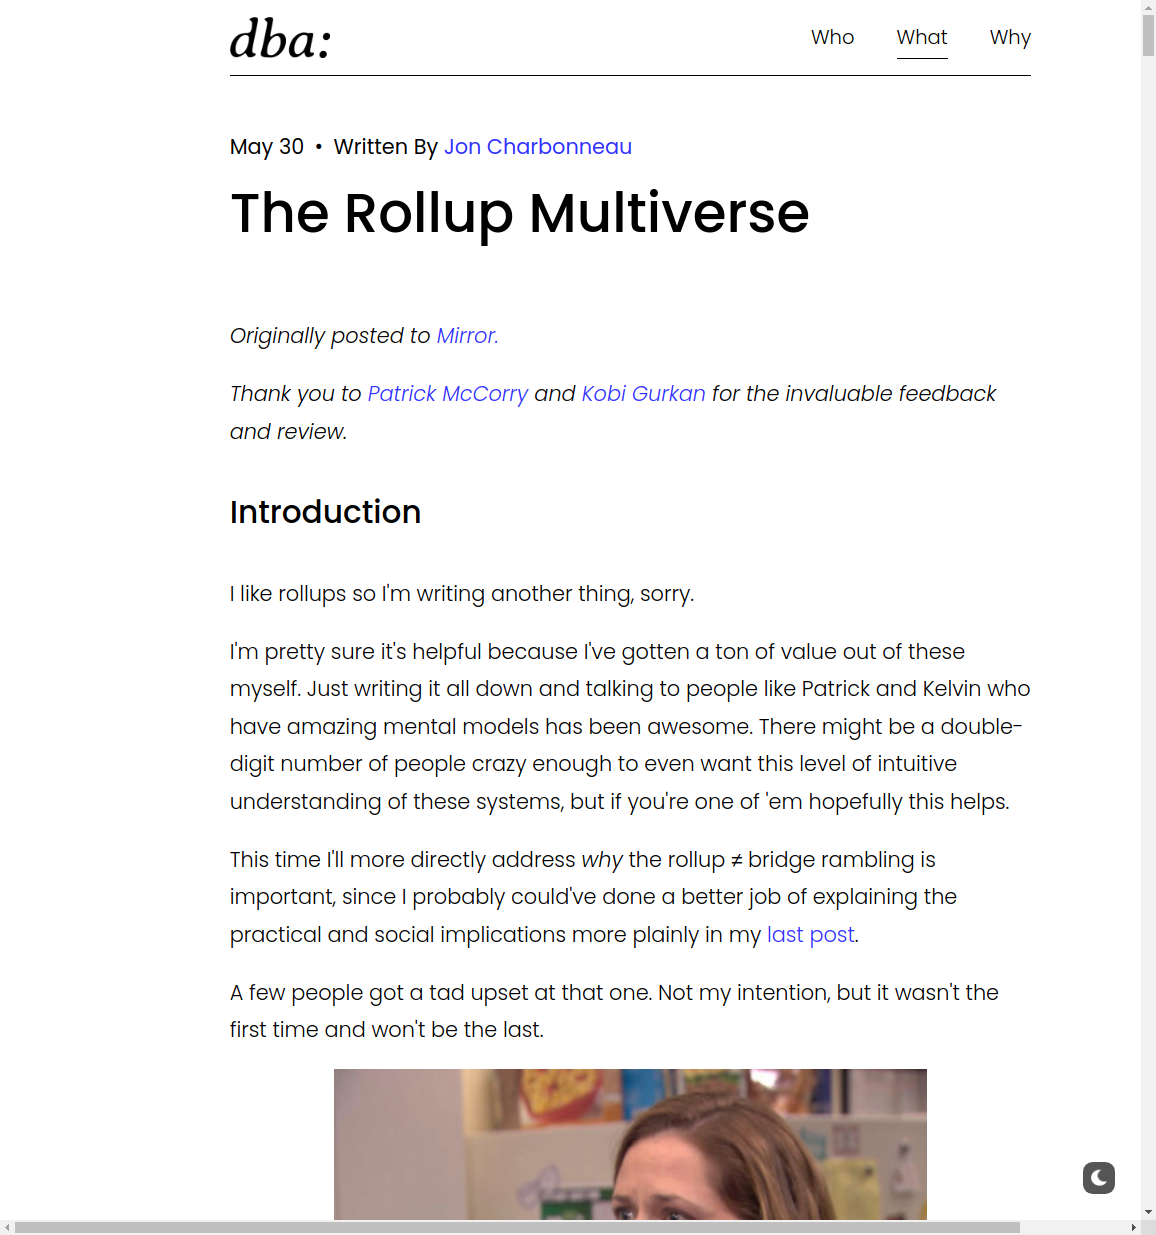 dba:
Who What Why
May 30 • Written By Jon Charbonneau
The Rollup Multiverse
Originally posted to Mirror.
Thank you to Patrick McCorry and Kobi Gurkan for the invaluable feedback
and review.
Introduction
I like rollups so I'm writing another thing, sorry.
I'm pretty sure it's helpful because I've gotten a ton of value out of these
myself. Just writing it all down and talking to people like Patrick and Kelvin who
have amazing mental models has been awesome. There might be a double-
digit number of people crazy enough to even want this level of intuitive
understanding of these systems, but if you're one of 'em hopefully this helps.
This time I'll more directly address why the rollup ≠ bridge rambling is
important, since I probably could've done a better job of explaining the
practical and social implications more plainly in my last post.
A few people got a tad upset at that one. Not my intention, but it wasn't the
first time and won't be the last.